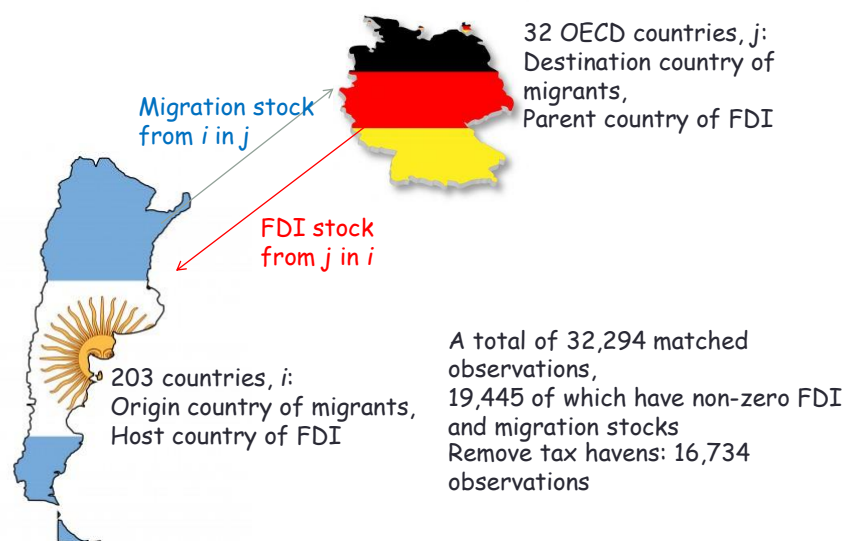 32 OECD countries, j:
Destination country of
migrants,
Parent country of FDI
Migration stock
from i in j
FDI stock
from j in i
203 countries, i:
Origin country of migrants,
Host country of FDI
A total of 32,294 matched
observations,
19,445 of which have non-zero FDI
and migration stocks
Remove tax havens: 16,734
observations